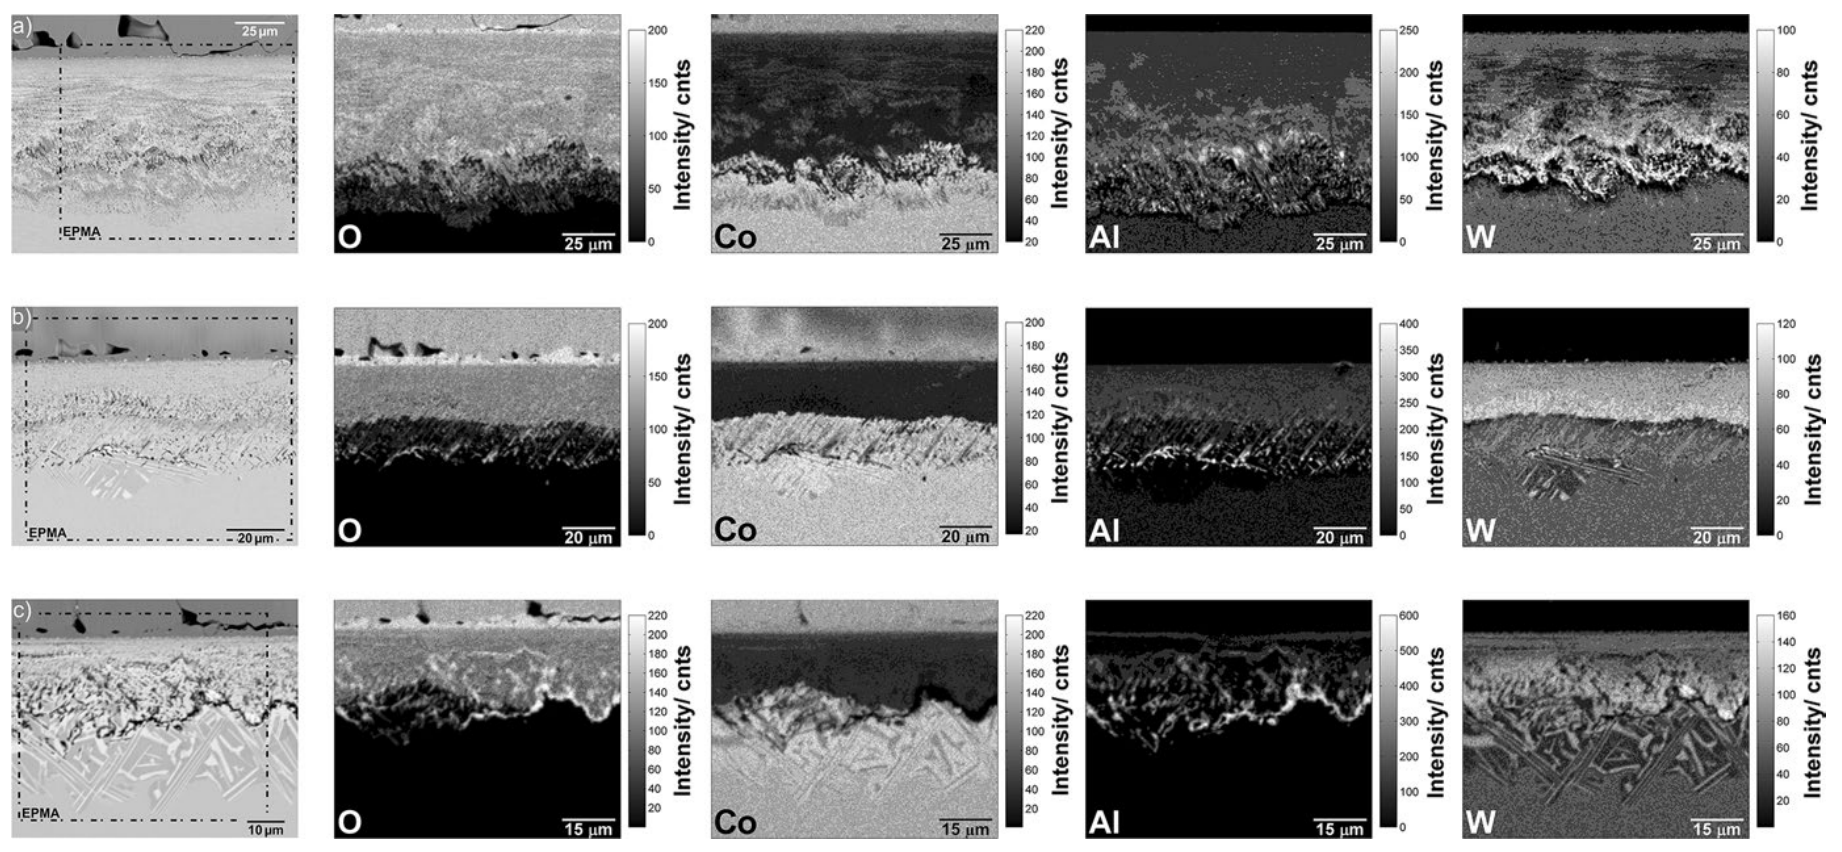 a)
25 µm
EPMA
200
150
100
50
0
Intensity/ cnts
O
25 µm
220
200
180
160
140
120
100
80
60
40
20
Intensity/ cnts
Co
25 µm
250
200
150
100
50
0
Intensity/ cnts
Al
25 µm
100
80
60
40
20
0
Intensity/ cnts
W
25 µm
b)
EPMA
20 µm
200
150
100
50
0
Intensity/ cnts
O
20 µm
200
180
160
140
120
100
80
60
40
20
Intensity/ cnts
Co
20 µm
400
350
300
250
200
150
100
50
0
Intensity/ cnts
Al
20 µm
120
100
80
60
40
20
0
Intensity/ cnts
W
20 µm
c)
EPMA
10 µm
220
200
180
160
140
120
100
80
60
40
20
Intensity/ cnts
O
15 µm
220
200
180
160
140
120
100
80
60
40
20
Intensity/ cnts
Co
15 µm
600
500
400
300
200
100
0
Intensity/ cnts
Al
15 µm
160
140
120
100
80
60
40
20
Intensity/ cnts
W
15 µm